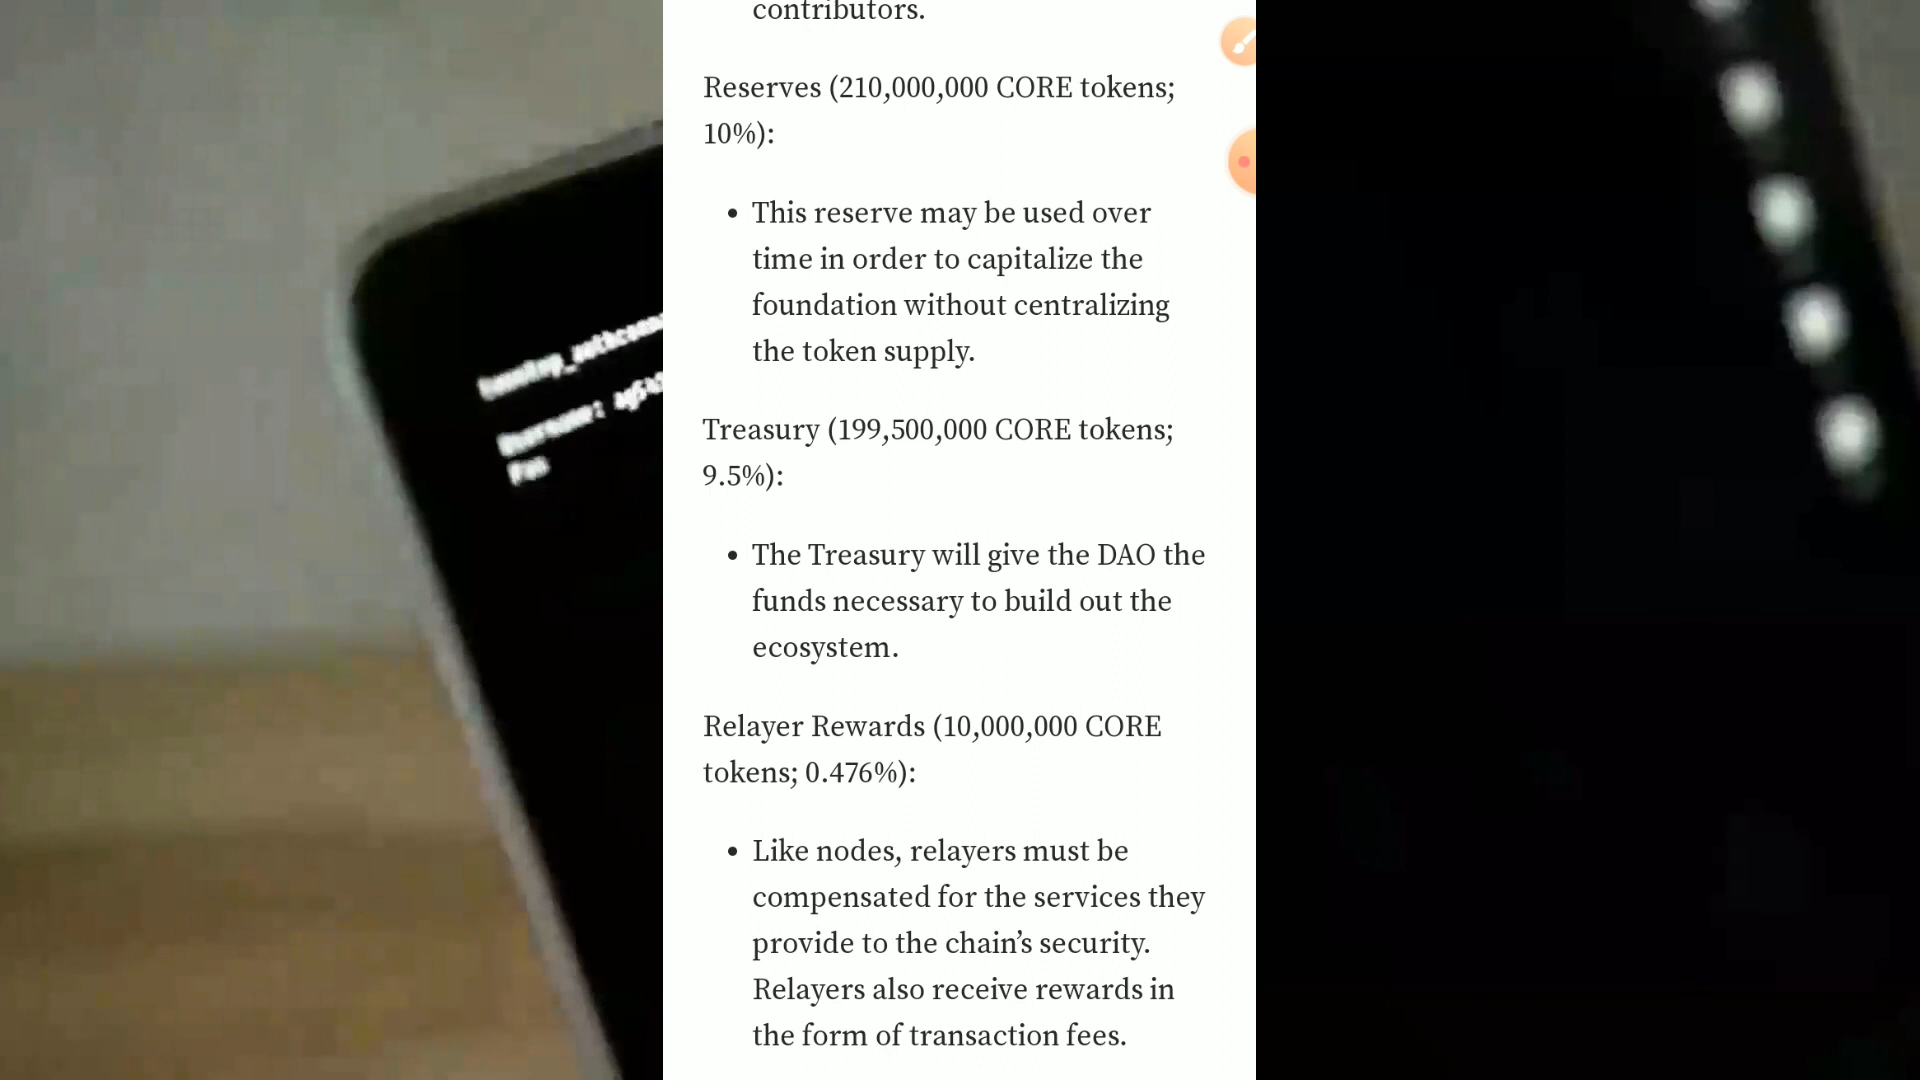 contributors.
Reserves (210,000,000 CORE tokens;
10%):
• This reserve may be used over
time in order to capitalize the
foundation without centralizing
the token supply.
Treasury (199,500,000 CORE tokens;
9.5%):
• The Treasury will give the DAO the
funds necessary to build out the
ecosystem.
Relayer Rewards (10,000,000 CORE
tokens; 0.476%):
• Like nodes, relayers must be
compensated for the services they
provide to the chain’s security.
Relayers also receive rewards in
the form of transaction fees.